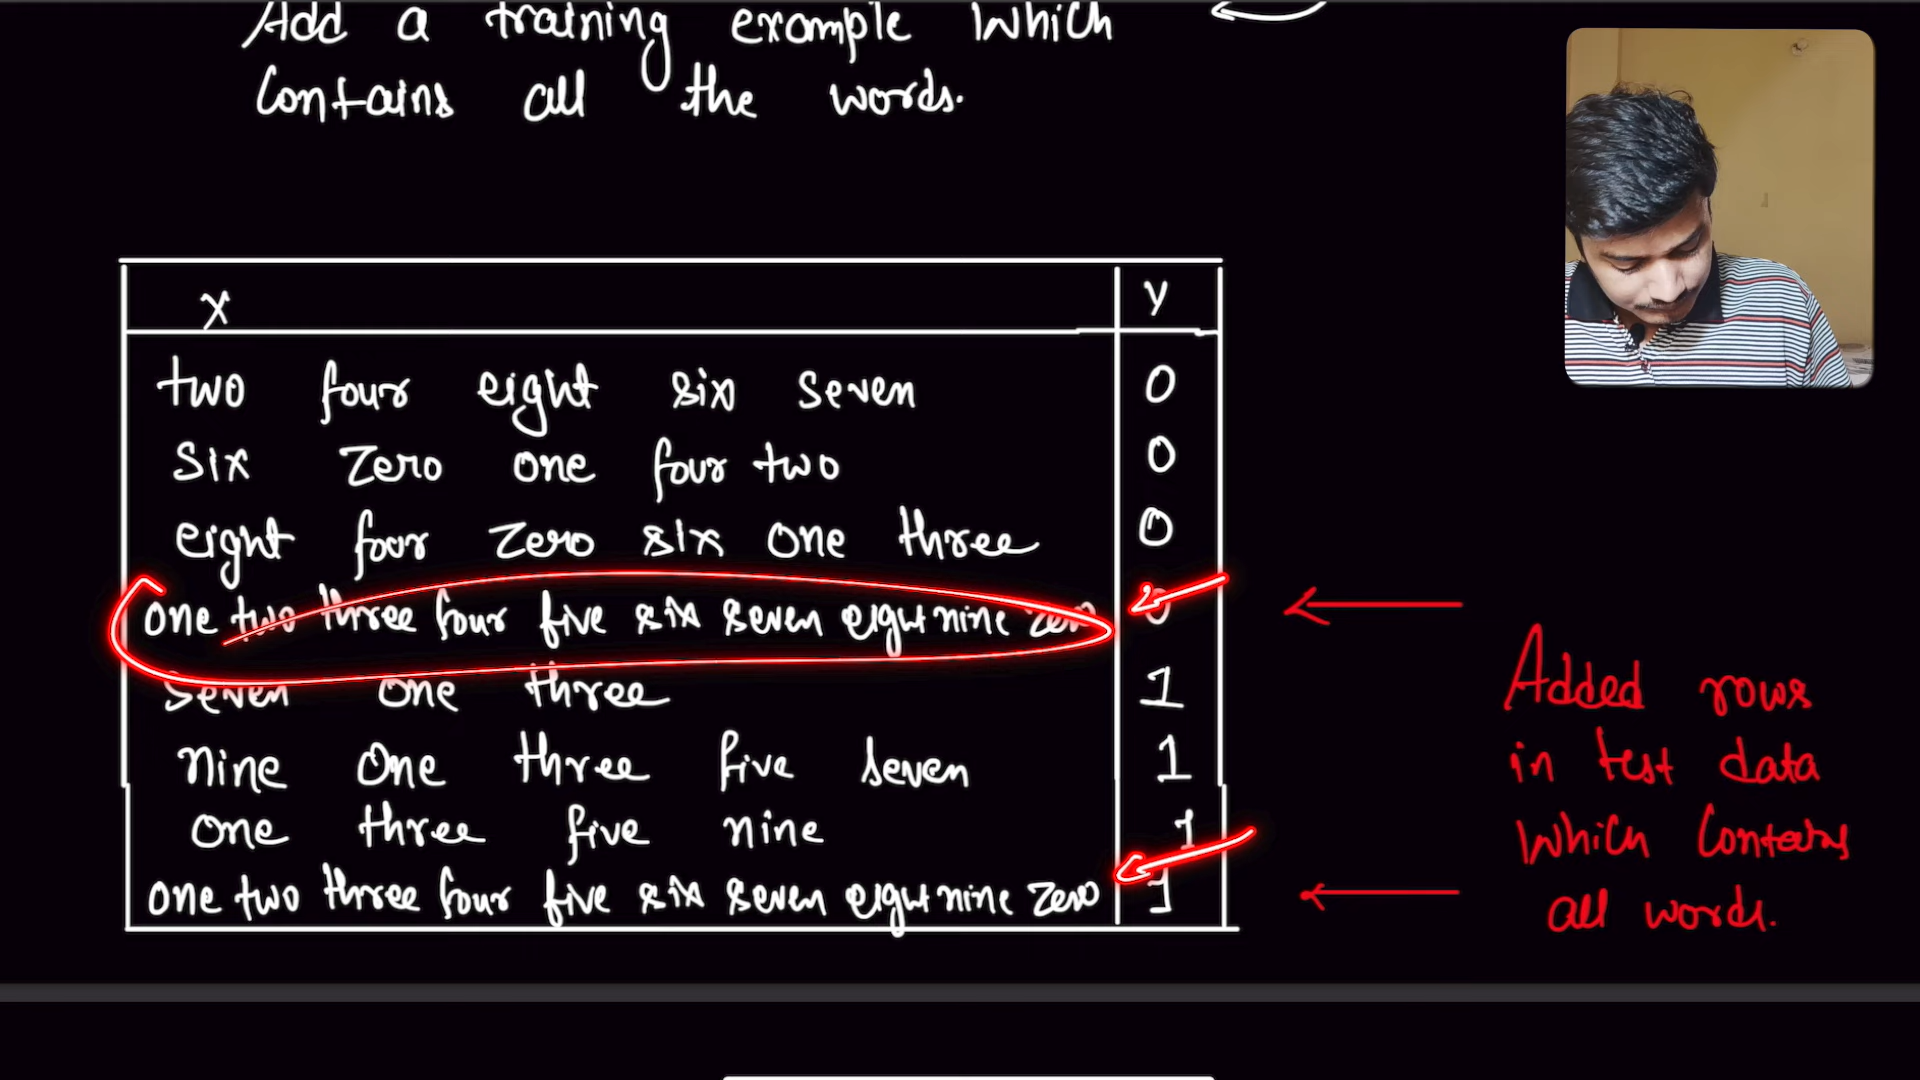 Add a training example which
contains all the words.
X Y
two four eight six seven 0
six zero one four two 0
eight four zero six one three 0
one two three four five six seven eight nine zero 0
seven one three 1
nine one three five seven 1
one three five nine 1
one two three four five six seven eight nine zero 1
Added rows
in test data
which contains
all words.